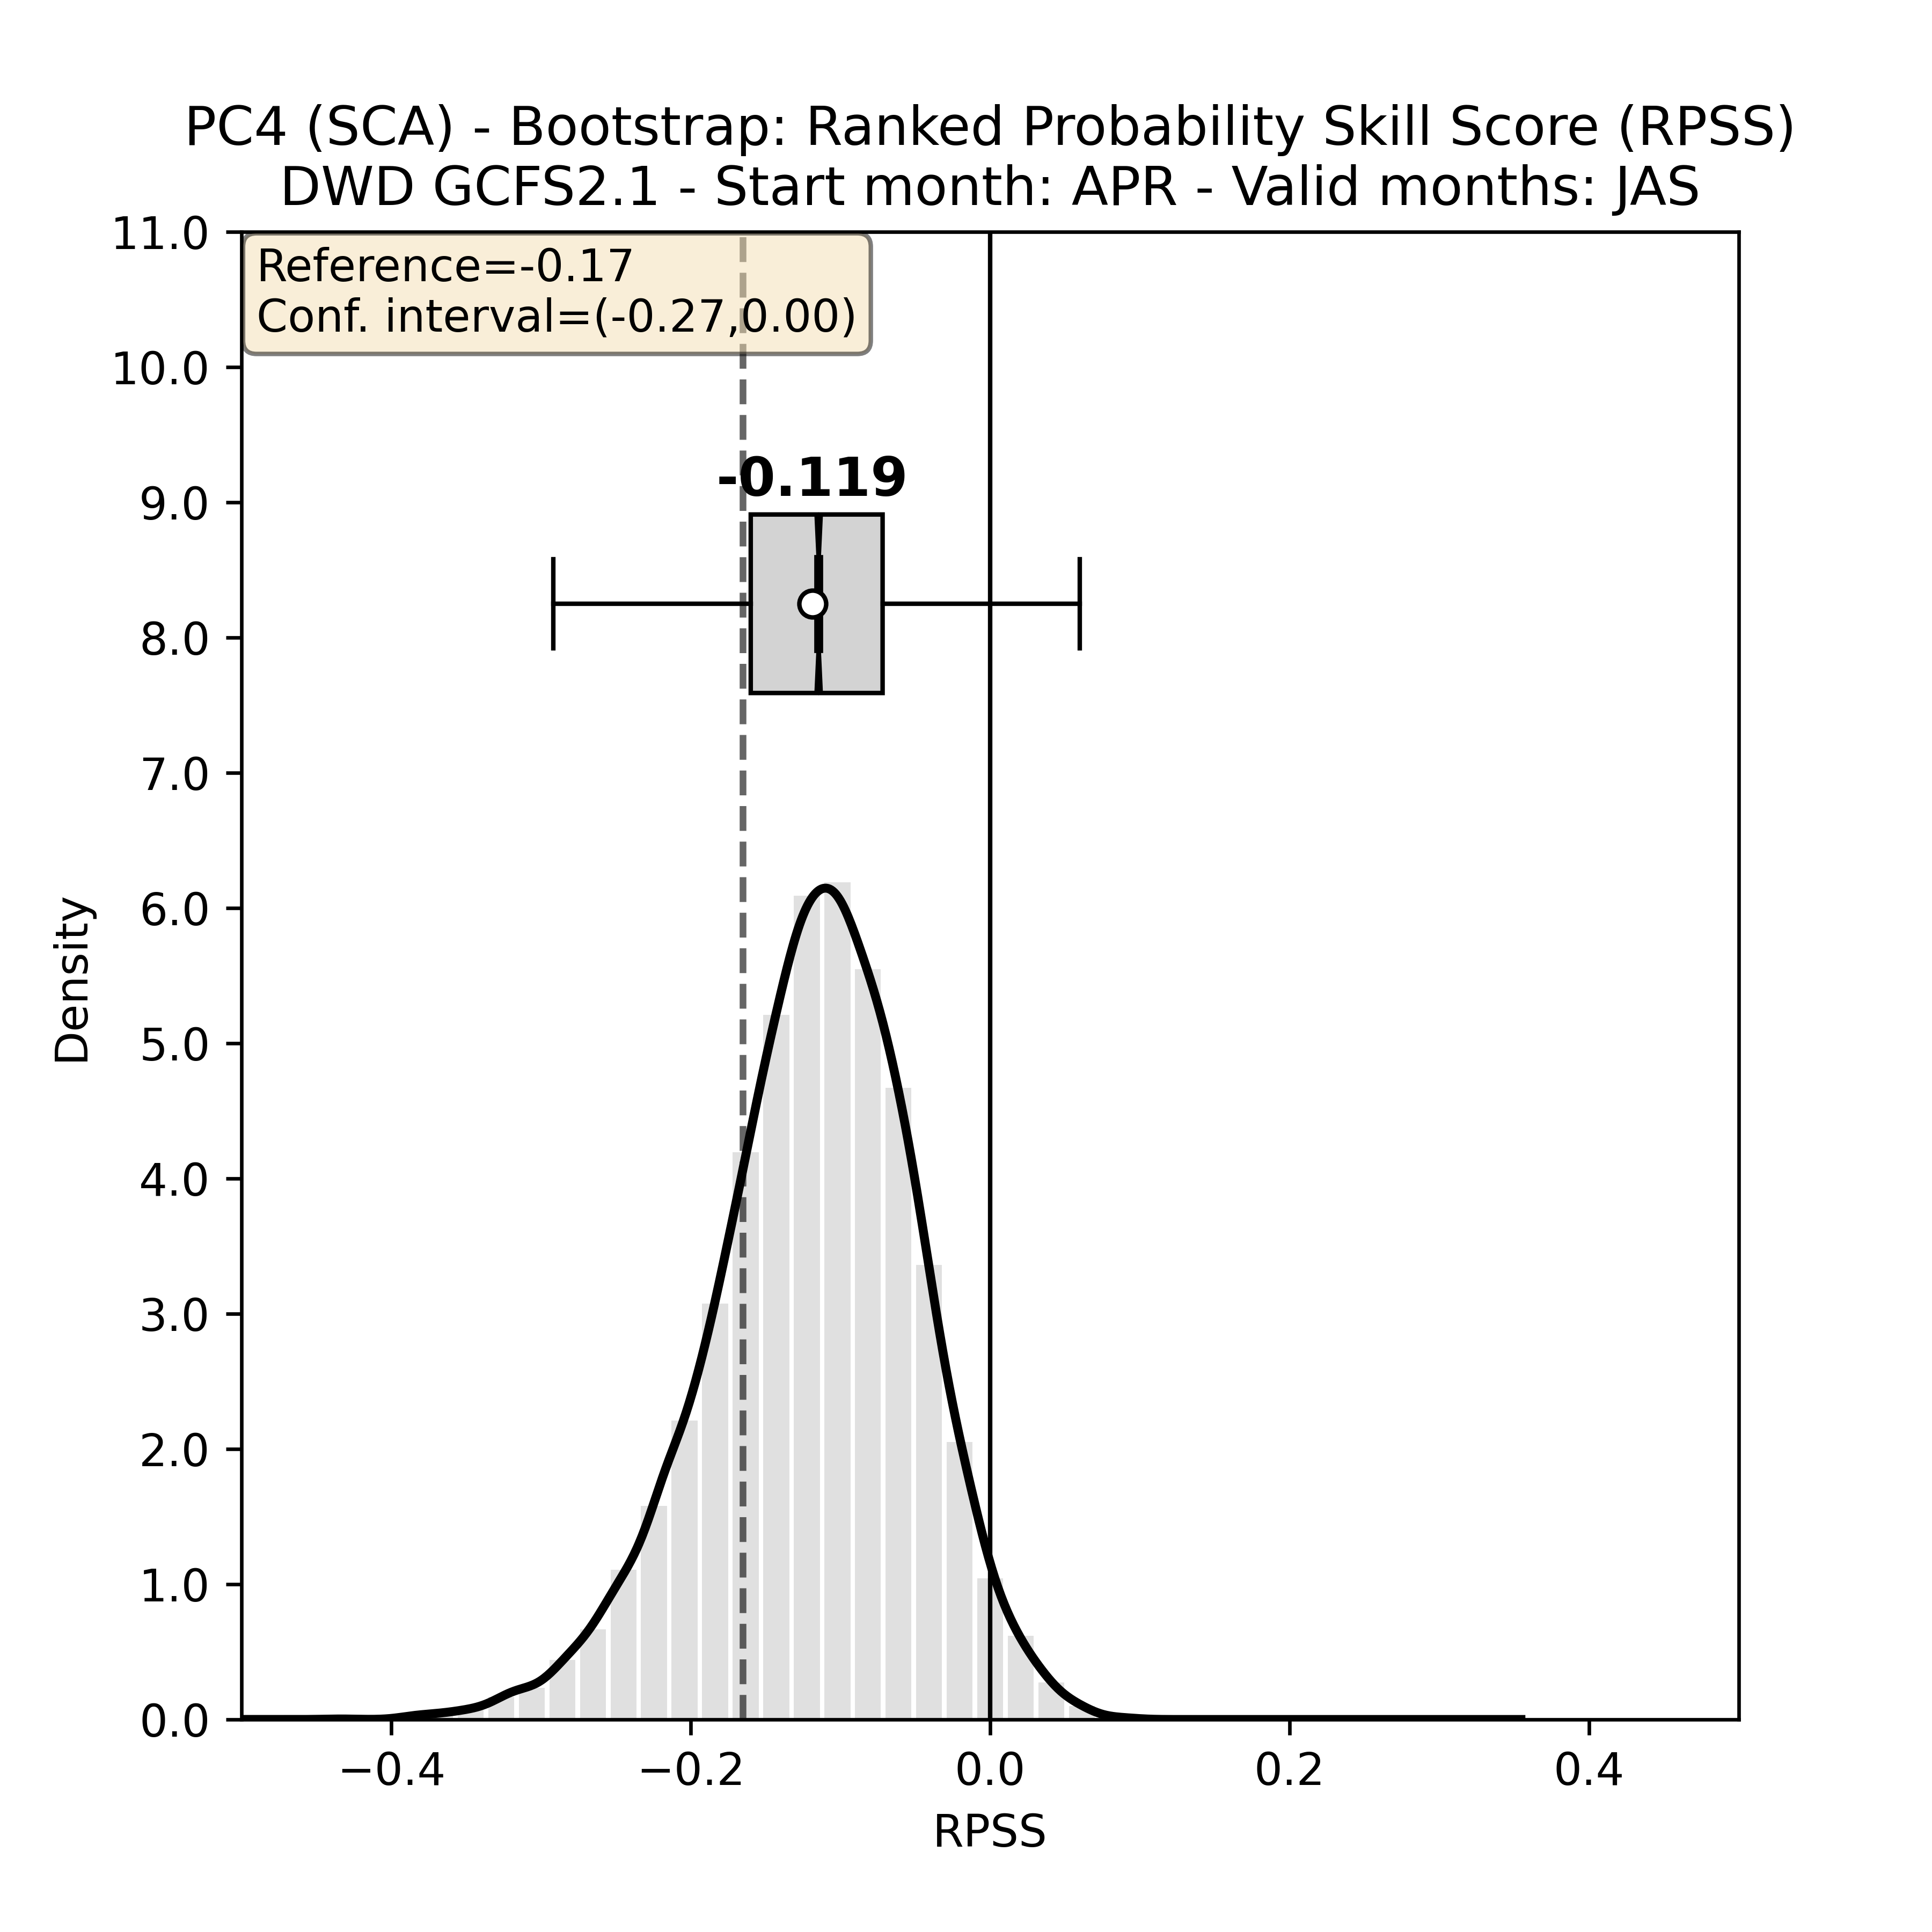 PC4 (SCA) - Bootstrap: Ranked Probability Skill Score (RPSS)
DWD GCFS2.1 - Start month: APR - Valid months: JAS
11.0
Reference=-0.17
Conf. interval=(-0.27,0.00)
10.0
-0.119
9.0
8.0
7.0
6.0
Density
5.0
4.0
3.0
2.0
1.0
0.0
−0.4 −0.2 0.0 0.2 0.4
RPSS